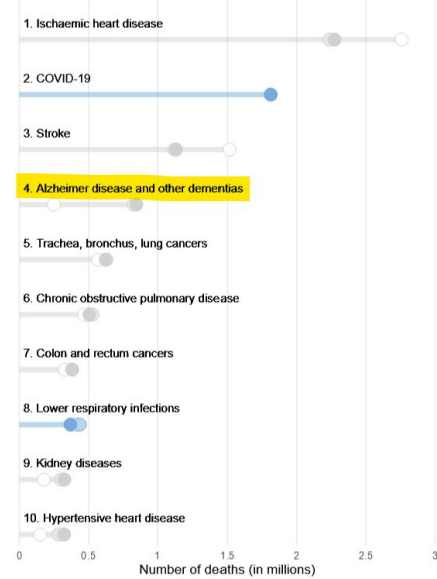 1. Ischaemic heart disease
2. COVID-19
3. Stroke
4. Alzheimer disease and other dementias
5. Trachea, bronchus, lung cancers
6. Chronic obstructive pulmonary disease
7. Colon and rectum cancers
8. Lower respiratory infections
9. Kidney diseases
10. Hypertensive heart disease
0 0.5 1 1.5 2 2.5 3
Number of deaths (in millions)